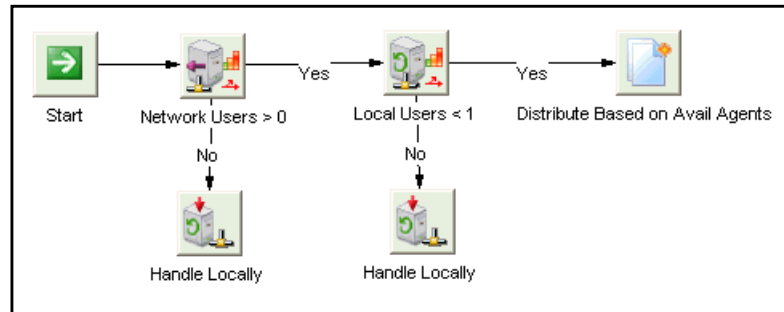 Start
Network Users > 0
Yes
Local Users < 1
Yes
Distribute Based on Avail Agents
No
No
Handle Locally
Handle Locally